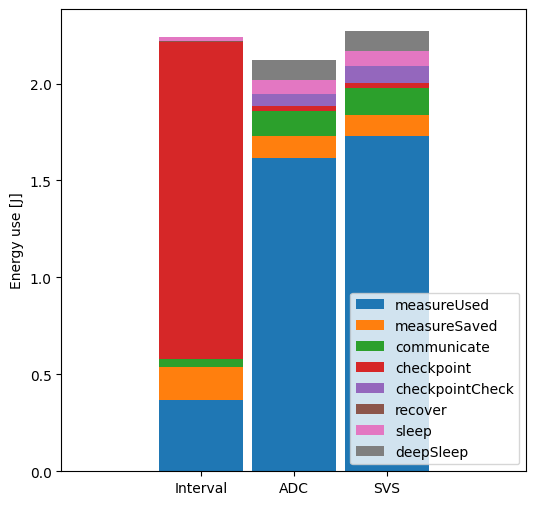 Energy use [J]
2.0
1.5
1.0
0.5
0.0
Interval
ADC
SVS
measureUsed
measureSaved
communicate
checkpoint
checkpointCheck
recover
sleep
deepSleep